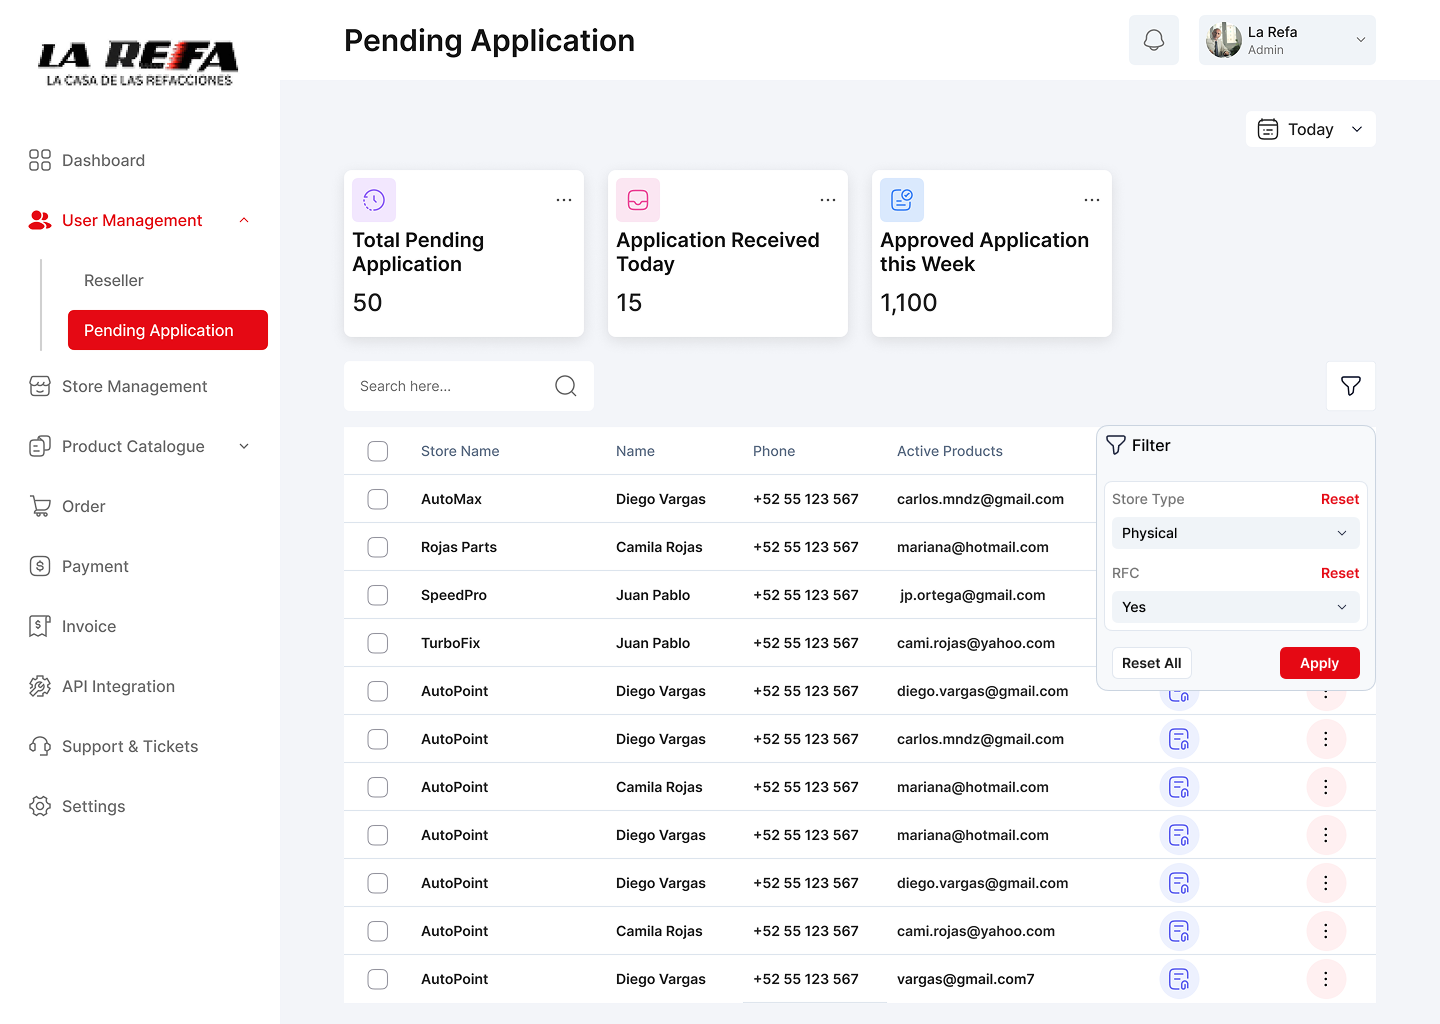 LA REFA
LA CASA DE LAS REFACCIONES
Pending Application
La Refa
Admin
Today
Dashboard
User Management
Reseller
Pending Application
Store Management
Product Catalogue
Order
Payment
Invoice
API Integration
Support & Tickets
Settings
Total Pending
Application
50
Application Received
Today
15
Approved Application
this Week
1,100
Search here...
Store Name Name Phone Active Products
AutoMax Diego Vargas +52 55 123 567 carlos.mndz@gmail.com
Rojas Parts Camila Rojas +52 55 123 567 mariana@hotmail.com
SpeedPro Juan Pablo +52 55 123 567 jp.ortega@gmail.com
TurboFix Juan Pablo +52 55 123 567 cami.rojas@yahoo.com
AutoPoint Diego Vargas +52 55 123 567 diego.vargas@gmail.com
AutoPoint Diego Vargas +52 55 123 567 carlos.mndz@gmail.com
AutoPoint Camila Rojas +52 55 123 567 mariana@hotmail.com
AutoPoint Diego Vargas +52 55 123 567 mariana@hotmail.com
AutoPoint Diego Vargas +52 55 123 567 diego.vargas@gmail.com
AutoPoint Camila Rojas +52 55 123 567 cami.rojas@yahoo.com
AutoPoint Diego Vargas +52 55 123 567 vargas@gmail.com7
Filter
Store Type Reset
Physical
RFC Reset
Yes
Reset All Apply